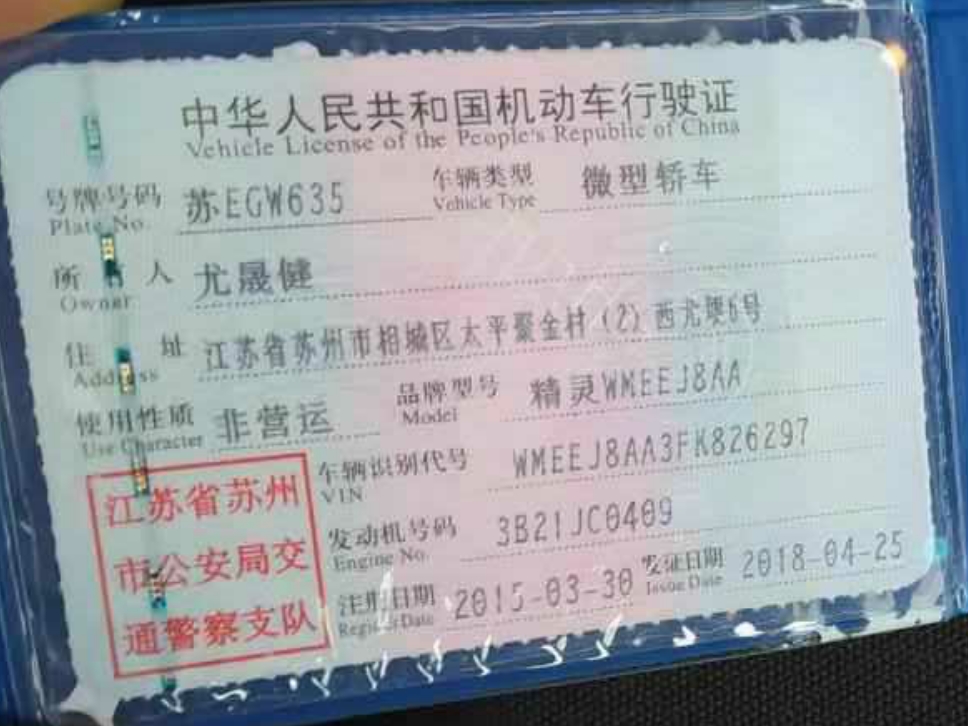 中华人民共和国机动车行驶证
Vehicle License of the People's Republic of China
号牌号码 苏EGW635 车辆类型 微型轿车
Plate No. Vehicle Type
所有人 尤晟健
Owner
住址 江苏省苏州市相城区太平聚金村(2)西尤埂6号
Address
使用性质 非营运 品牌型号 精灵WMEEJ8AA
Use Character Model
车辆识别代号 WMEEJ8AA3FK826297
VIN
发动机号码 3B21JC0409
Engine No.
注册日期 2015-03-30 发证日期 2018-04-25
Register Date Issue Date
江苏省苏州
市公安局交
通警察支队